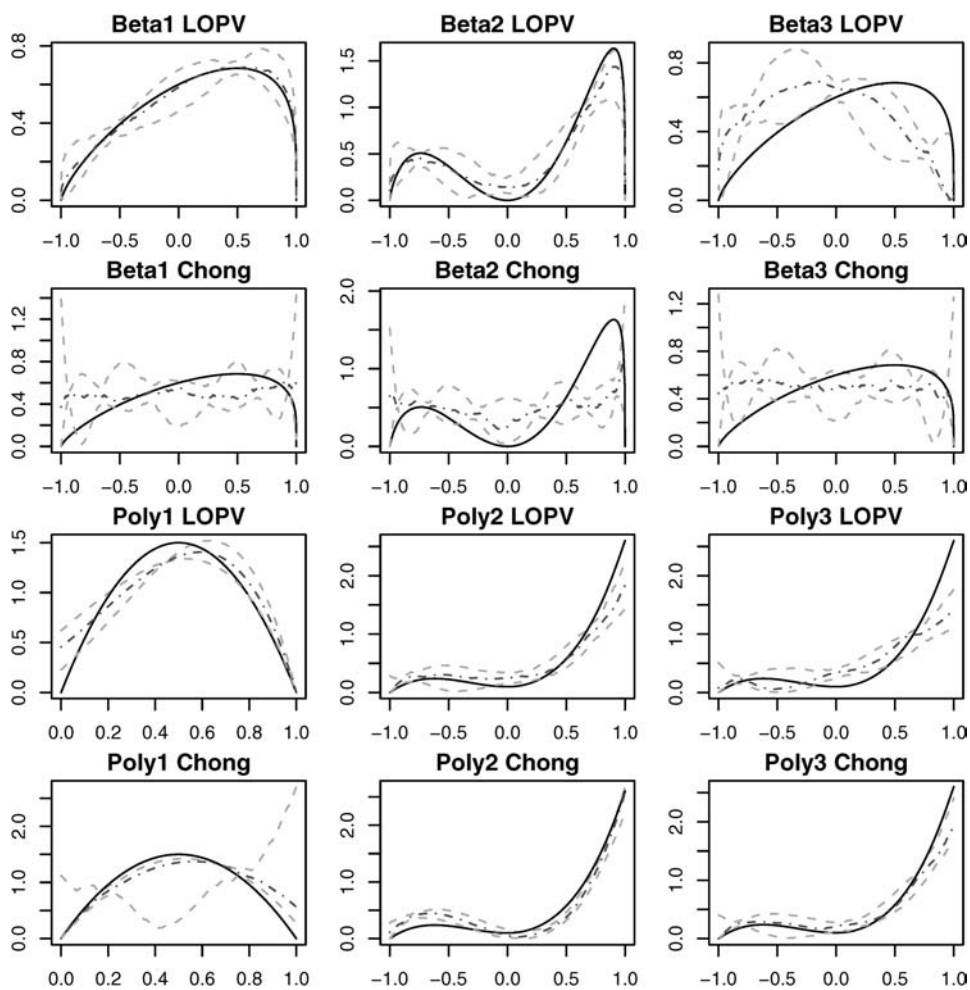 Beta1 LOPV
Beta2 LOPV
Beta3 LOPV
0.0 0.4 0.8
0.0 0.5 1.0 1.5
0.0 0.4 0.8
−1.0 −0.5 0.0 0.5 1.0
−1.0 −0.5 0.0 0.5 1.0
−1.0 −0.5 0.0 0.5 1.0
Beta1 Chong
Beta2 Chong
Beta3 Chong
0.0 0.4 0.8 1.2
0.0 1.0 2.0
0.0 0.4 0.8 1.2
−1.0 −0.5 0.0 0.5 1.0
−1.0 −0.5 0.0 0.5 1.0
−1.0 −0.5 0.0 0.5 1.0
Poly1 LOPV
Poly2 LOPV
Poly3 LOPV
0.0 0.5 1.0 1.5
0.0 1.0 2.0
0.0 1.0 2.0
0.0 0.2 0.4 0.6 0.8 1.0
−1.0 −0.5 0.0 0.5 1.0
−1.0 −0.5 0.0 0.5 1.0
Poly1 Chong
Poly2 Chong
Poly3 Chong
0.0 1.0 2.0
0.0 1.0 2.0
0.0 1.0 2.0
0.0 0.2 0.4 0.6 0.8 1.0
−1.0 −0.5 0.0 0.5 1.0
−1.0 −0.5 0.0 0.5 1.0